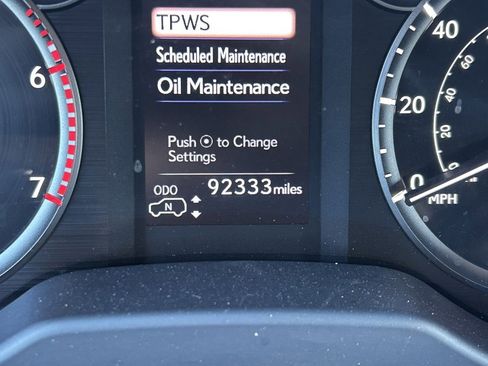 TPWS
Scheduled Maintenance
Oil Maintenance
Push to Change
Settings
ODO 92333 miles
N
6
7
40
20
0
MPH
60
40
20
0